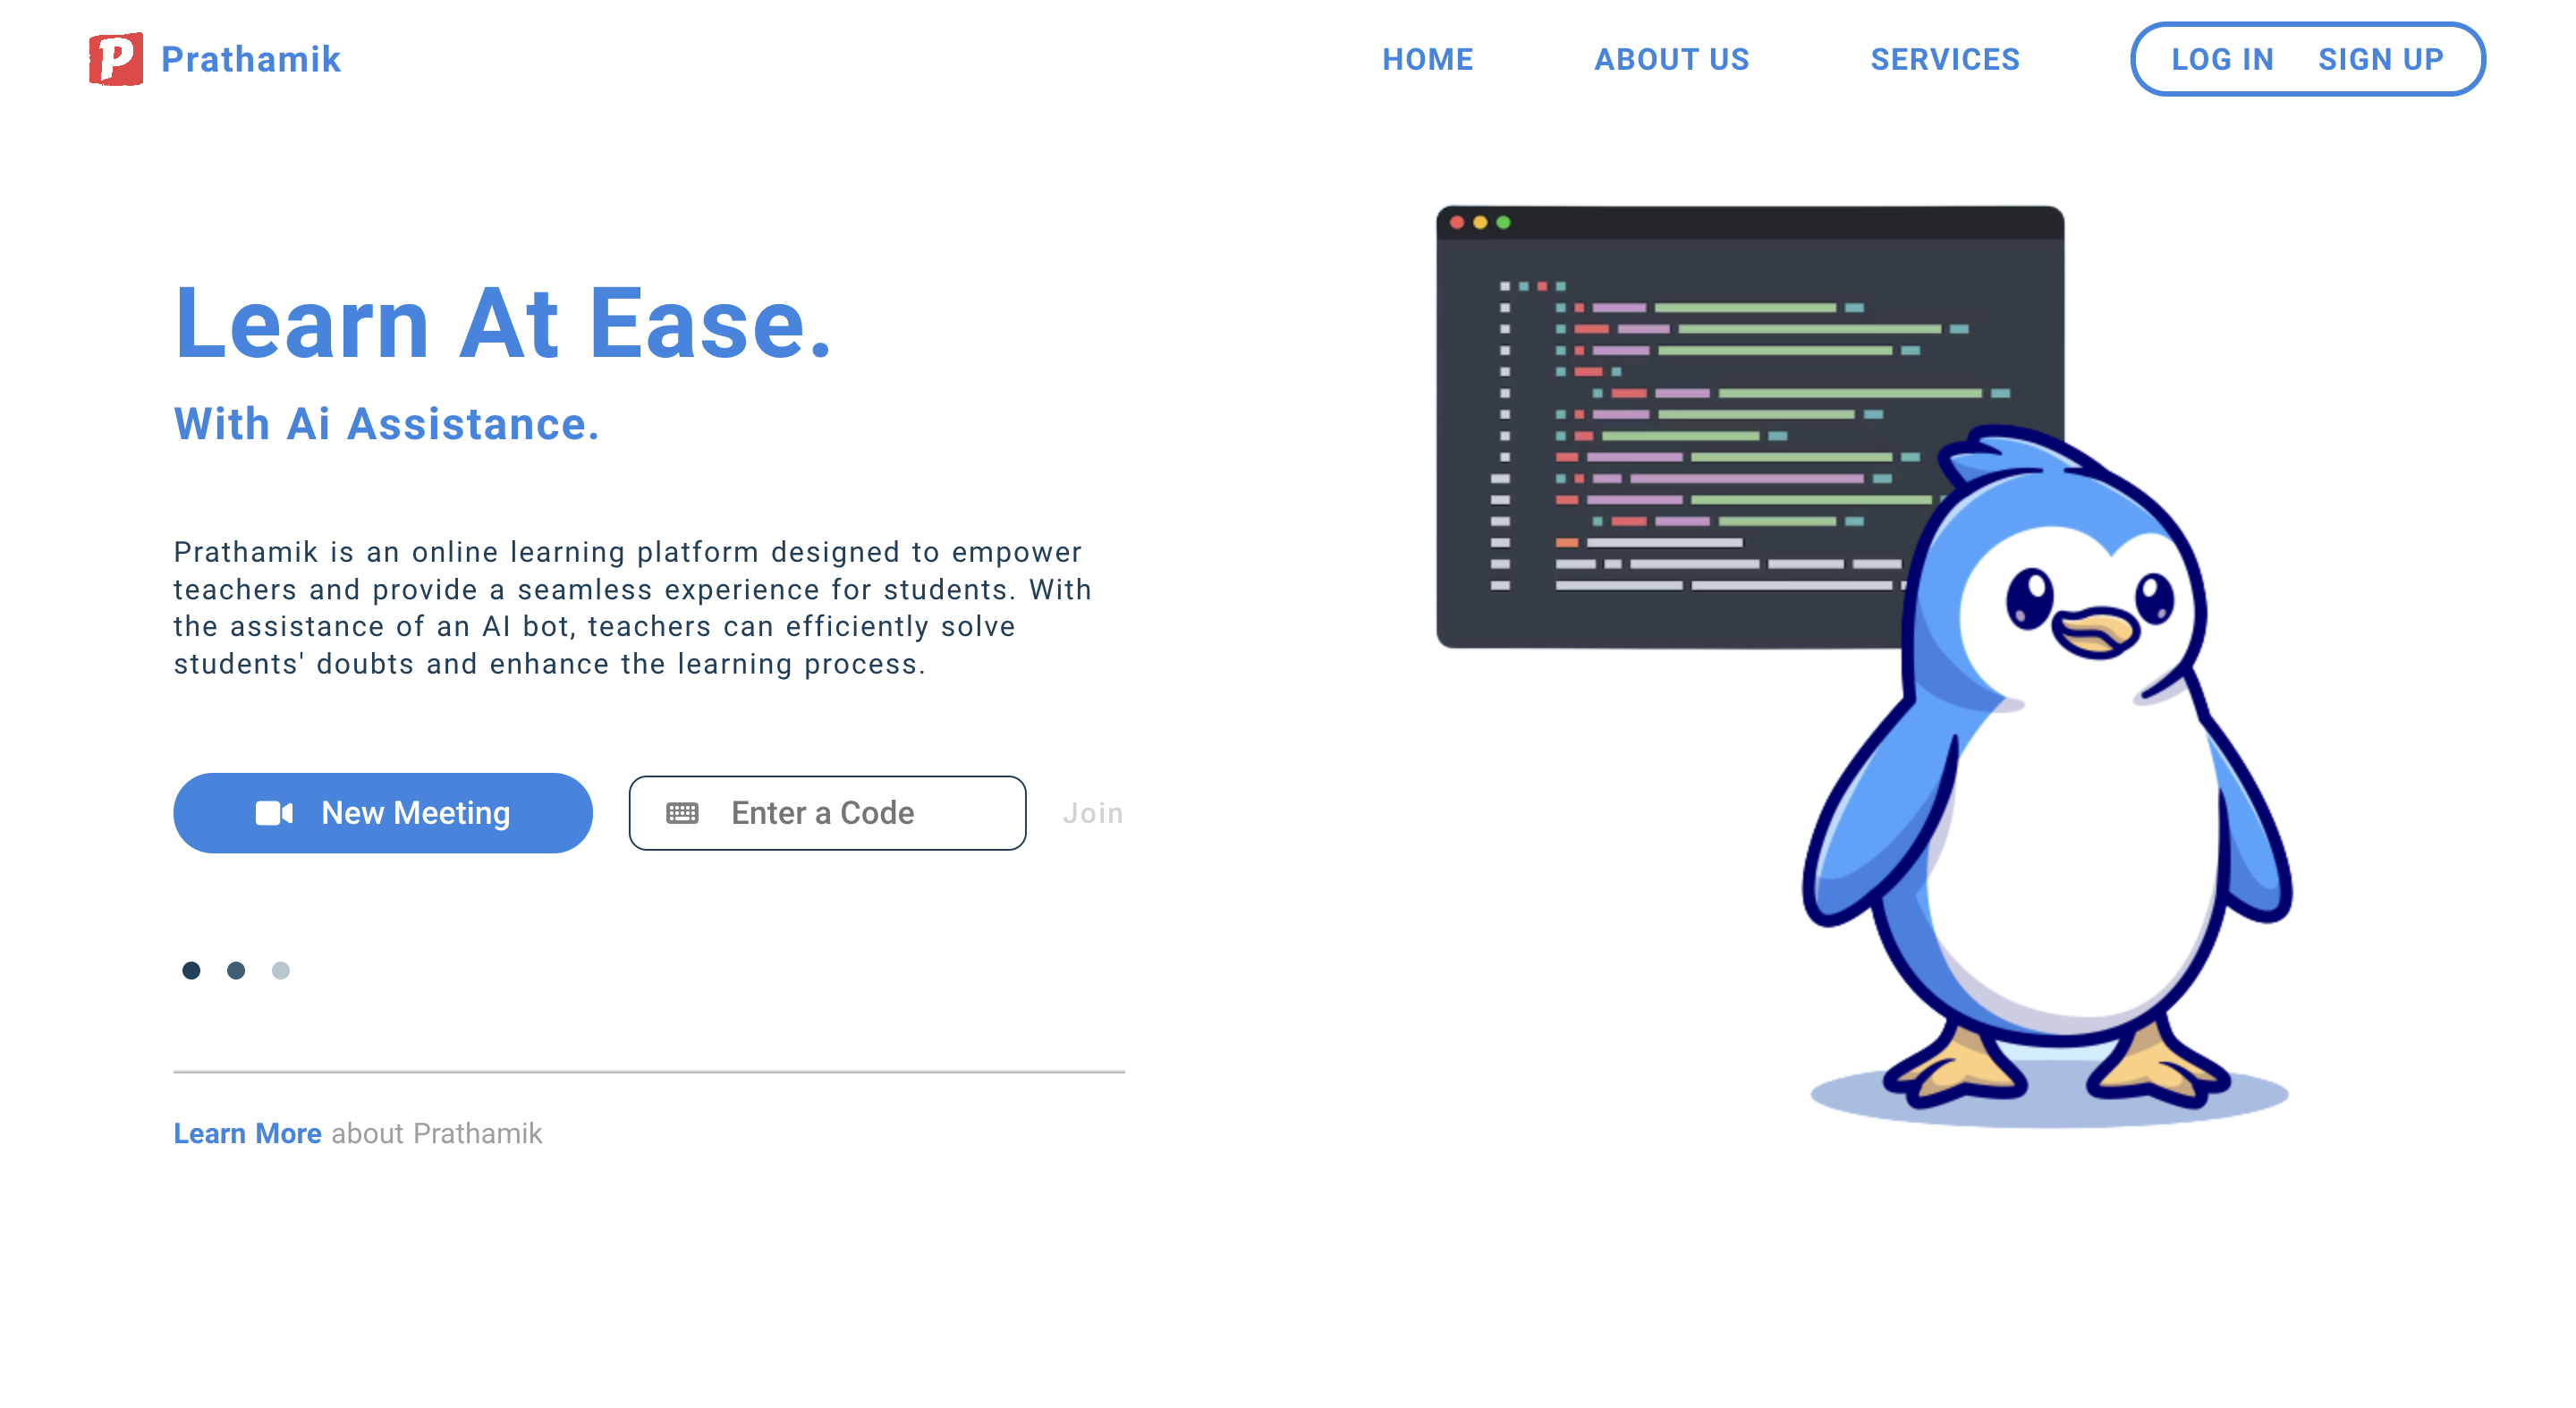 P Prathamik
HOME ABOUT US SERVICES LOG IN SIGN UP
Learn At Ease.
With Ai Assistance.
Prathamik is an online learning platform designed to empower
teachers and provide a seamless experience for students. With
the assistance of an AI bot, teachers can efficiently solve
students' doubts and enhance the learning process.
New Meeting Enter a Code Join
Learn More about Prathamik